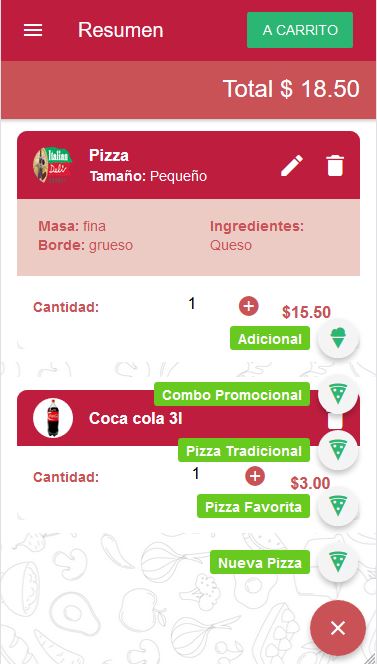 Resumen
A CARRITO
Total $ 18.50
Italian
Deli
Pizza
Tamaño: Pequeño
Masa: fina
Borde: grueso
Ingredientes:
Queso
Cantidad:
1
$15.50
Adicional
Combo Promocional
Coca cola 3l
Pizza Tradicional
Cantidad:
1
$3.00
Pizza Favorita
Nueva Pizza